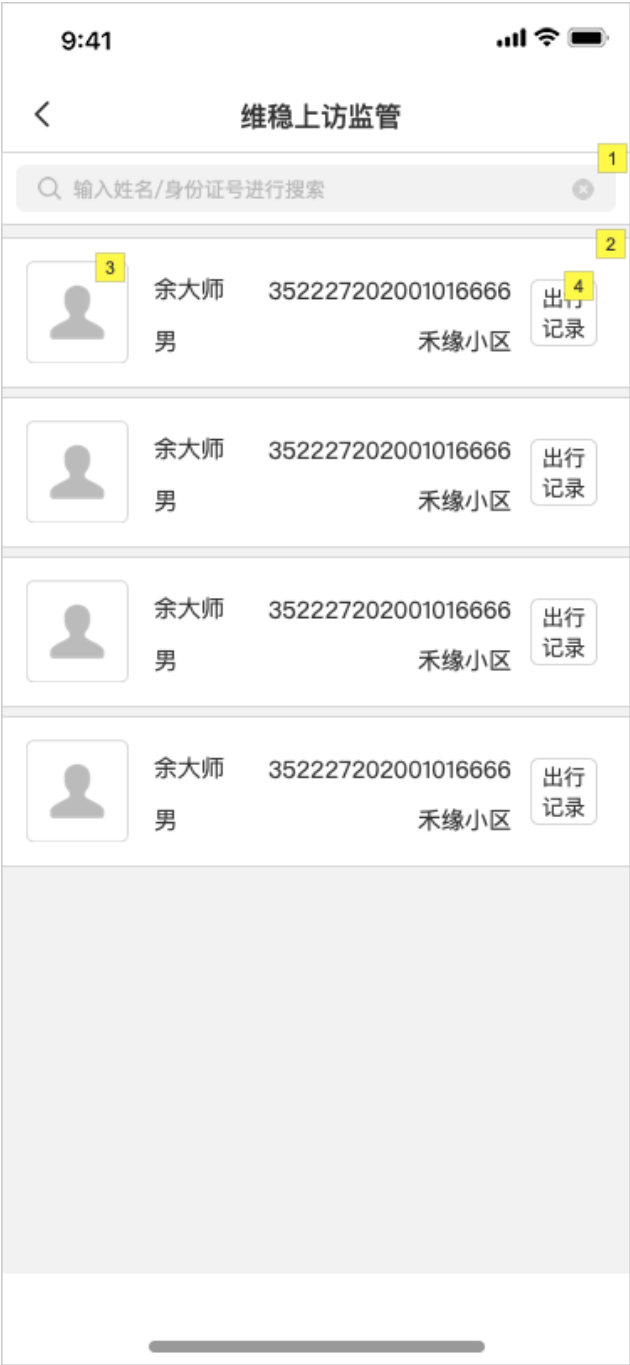 9:41
维稳上访监管
1
输入姓名/身份证号进行搜索
2
3
余大师 352227202001016666 出行
4
男 禾缘小区 记录
余大师 352227202001016666 出行
男 禾缘小区 记录
余大师 352227202001016666 出行
男 禾缘小区 记录
余大师 352227202001016666 出行
男 禾缘小区 记录